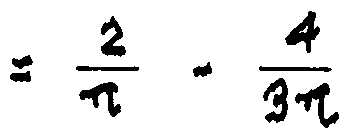 = 2/π - 4/3π